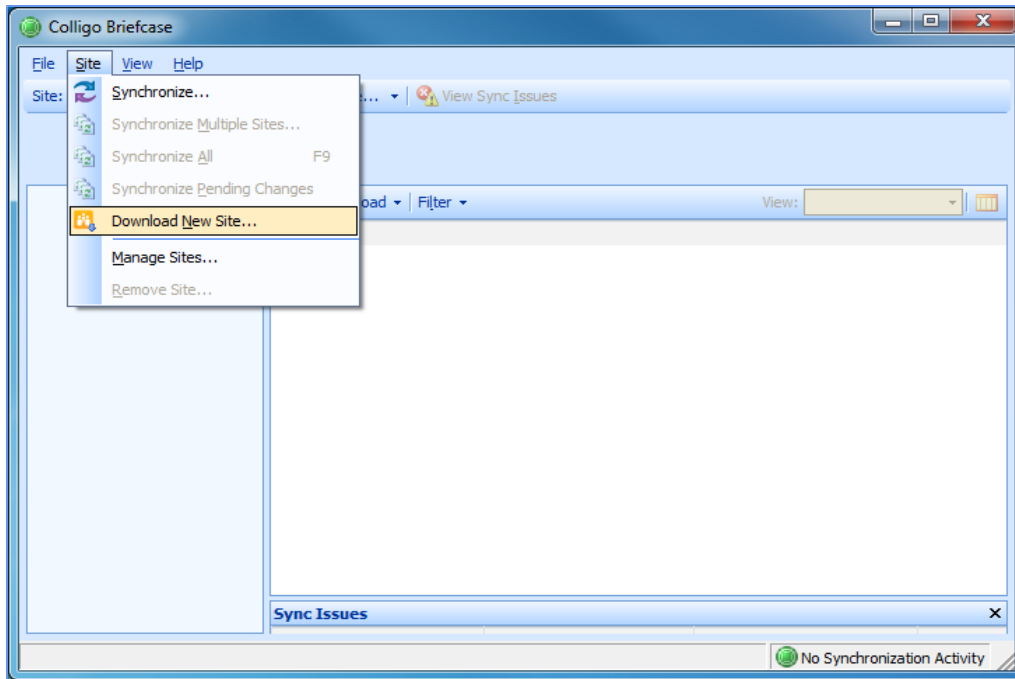 Colligo Briefcase
File Site View Help
Site: ... View Sync Issues
Synchronize...
Synchronize Multiple Sites...
Synchronize All F9
Synchronize Pending Changes
Download New Site...
Manage Sites...
Remove Site...
oad Filter View:
Sync Issues
No Synchronization Activity